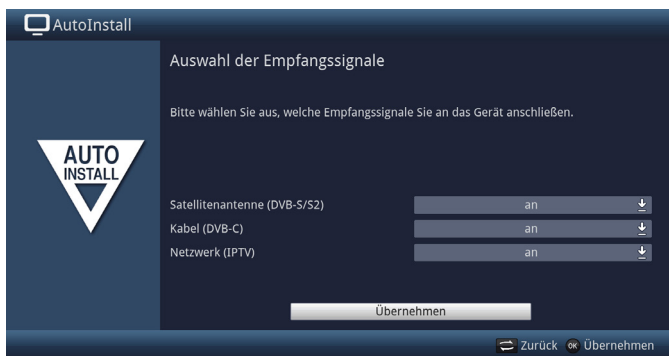 AutoInstall
Auswahl der Empfangssignale
Bitte wählen Sie aus, welche Empfangssignale Sie an das Gerät anschließen.
AUTO
INSTALL
Satellitenantenne (DVB-S/S2) an
Kabel (DVB-C) an
Netzwerk (IPTV) an
Übernehmen
Zurück OK Übernehmen